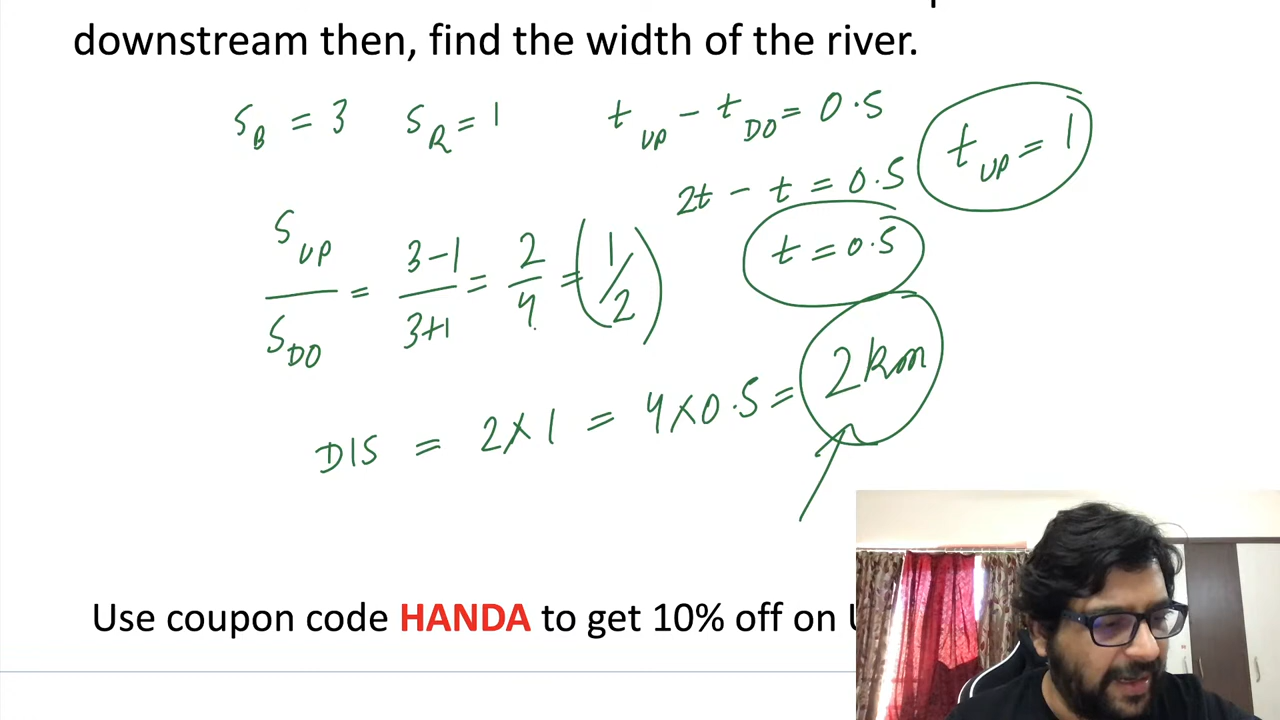 downstream then, find the width of the river.
S_B = 3 S_R = 1 t_UP - t_DO = 0.5 t_UP = 1
2t - t = 0.5
S_UP / S_DO = 3-1 / 3+1 = 2/4 = (1/2) t = 0.5
DIS = 2×1 = 4×0.5 = 2km
Use coupon code HANDA to get 10% off on